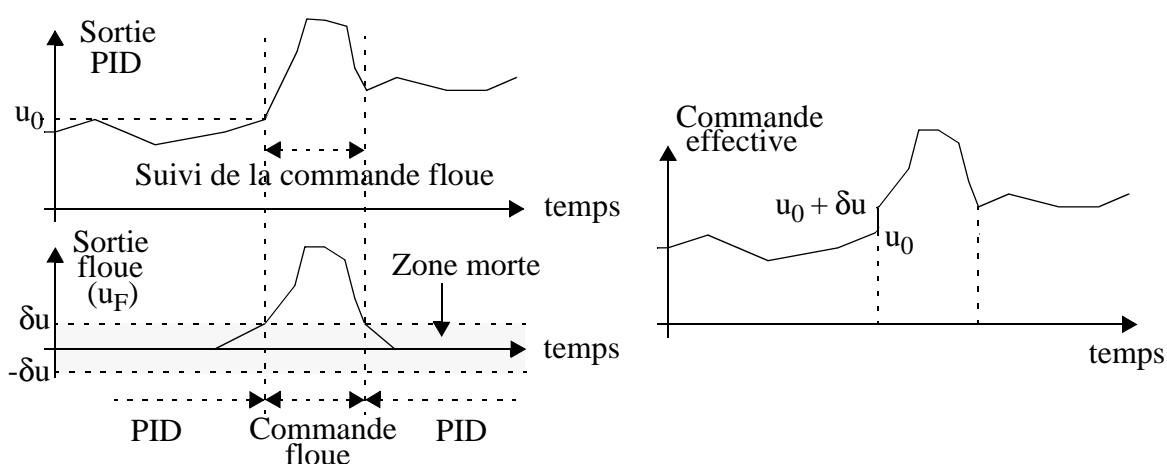 Sortie
PID
u0
Suivi de la commande floue
temps
Sortie
floue
(uF)
Zone morte
δu
temps
-δu
PID
Commande
floue
PID
Commande
effective
u0 + δu
u0
temps